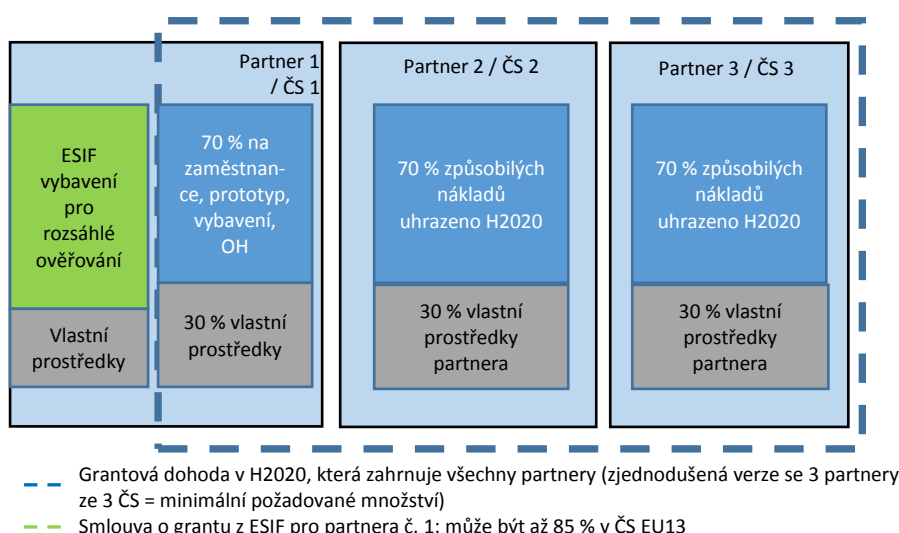 Partner 1
/ ČS 1
Partner 2 / ČS 2
Partner 3 / ČS 3
ESIF
vybavení
pro
rozsáhlé
ověřování
70 % na
zaměstnan-
ce, prototyp,
vybavení,
OH
70 % způsobilých
nákladů
uhrazeno H2020
70 % způsobilých
nákladů
uhrazeno H2020
Vlastní
prostředky
30 % vlastní
prostředky
30 % vlastní
prostředky
partnera
30 % vlastní
prostředky
partnera
Grantová dohoda v H2020, která zahrnuje všechny partnery (zjednodušená verze se 3 partnery
ze 3 ČS = minimální požadované množství)
Smlouva o grantu z ESIF pro partnera č. 1: může být až 85 % v ČS EU13